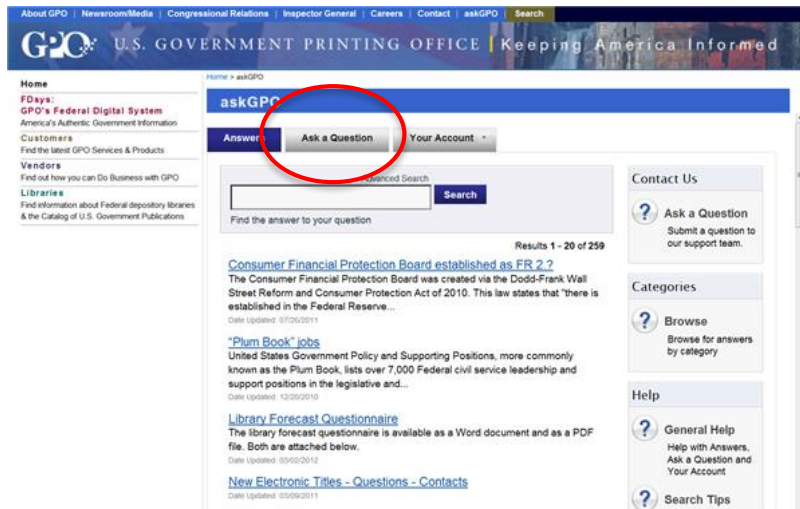 About GPO | Newsroom/Media | Congressional Relations | Inspector General | Careers | Contact | askGPO | Search
GPO U.S. GOVERNMENT PRINTING OFFICE | Keeping America Informed
Home
FDsys:
GPO's Federal Digital System
America's Authentic Government Information
Customers
Find the latest GPO Services & Products
Vendors
Find out how you can Do Business with GPO
Libraries
Find information about Federal depository libraries
& the Catalog of U.S. Government Publications
Home > askGPO
askGPO
Answers Ask a Question Your Account
Advanced Search
Search
Find the answer to your question
Results 1 - 20 of 259
Consumer Financial Protection Board established as FR 2.?
The Consumer Financial Protection Board was created via the Dodd-Frank Wall
Street Reform and Consumer Protection Act of 2010. This law states that "there is
established in the Federal Reserve...
Date Updated: 07/26/2011
"Plum Book" jobs
United States Government Policy and Supporting Positions, more commonly
known as the Plum Book, lists over 7,000 Federal civil service leadership and
support positions in the legislative and...
Date Updated: 12/20/2010
Library Forecast Questionnaire
The library forecast questionnaire is available as a Word document and as a PDF
file. Both are attached below.
Date Updated: 03/02/2012
New Electronic Titles - Questions - Contacts
Date Updated: 03/09/2011
Contact Us
? Ask a Question
Submit a question to
our support team.
Categories
? Browse
Browse for answers
by category
Help
? General Help
Help with Answers,
Ask a Question and
Your Account
? Search Tips